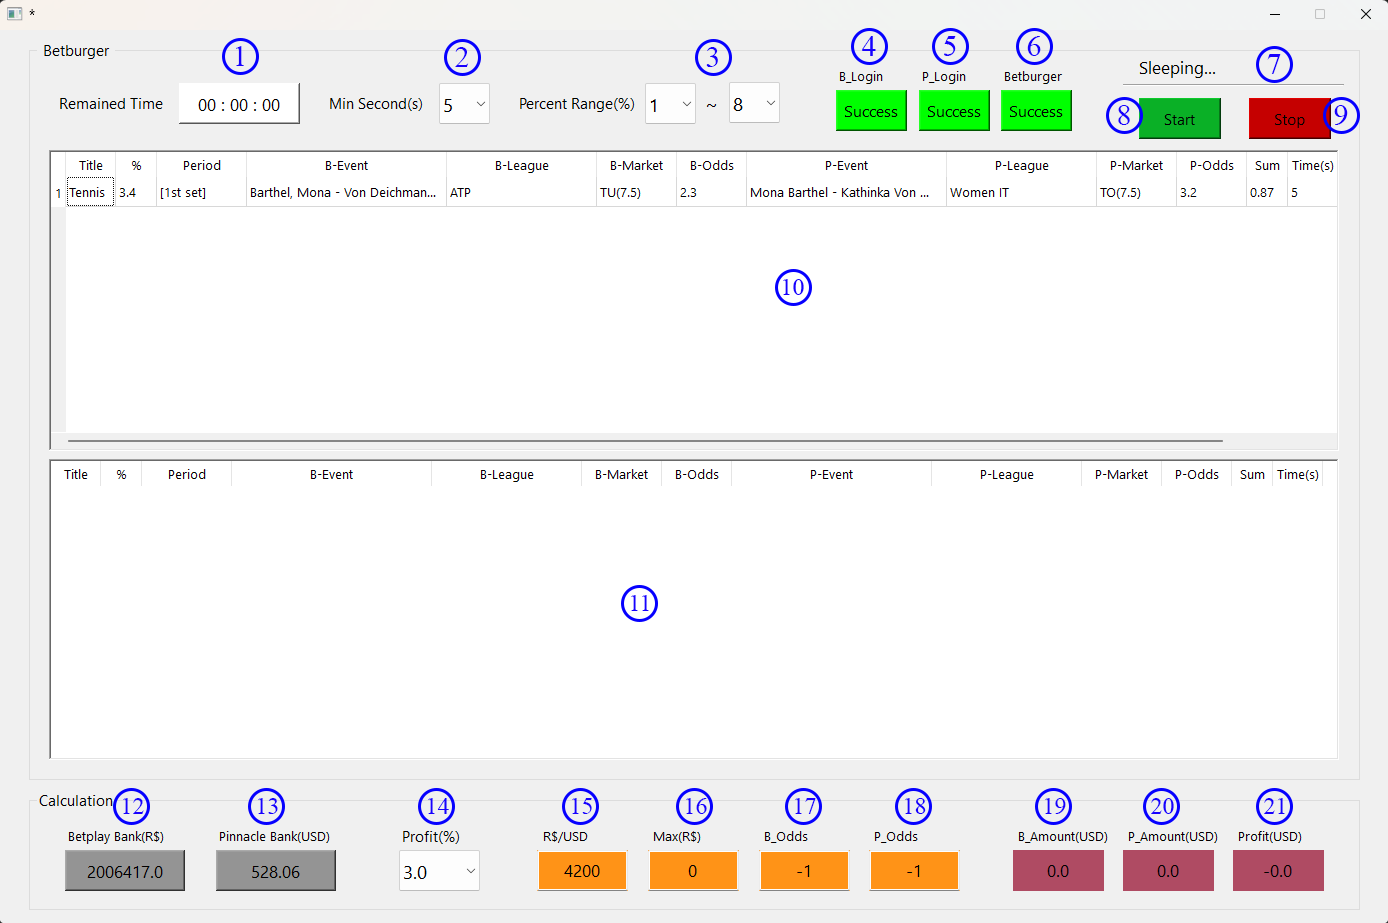 *
Betburger
1 2 3 4 5 6 7
B_Login P_Login Betburger Sleeping...
Remained Time 00 : 00 : 00 Min Second(s) 5 Percent Range(%) 1 ~ 8 Success Success Success 8 Start Stop 9
Title % Period B-Event B-League B-Market B-Odds P-Event P-League P-Market P-Odds Sum Time(s)
1 Tennis 3.4 [1st set] Barthel, Mona - Von Deichman... ATP TU(7.5) 2.3 Mona Barthel - Kathinka Von ... Women IT TO(7.5) 3.2 0.87 5
10
Title % Period B-Event B-League B-Market B-Odds P-Event P-League P-Market P-Odds Sum Time(s)
11
Calculation 12 13 14 15 16 17 18 19 20 21
Betplay Bank(R$) Pinnacle Bank(USD) Profit(%) R$/USD Max(R$) B_Odds P_Odds B_Amount(USD) P_Amount(USD) Profit(USD)
2006417.0 528.06 3.0 4200 0 -1 -1 0.0 0.0 -0.0